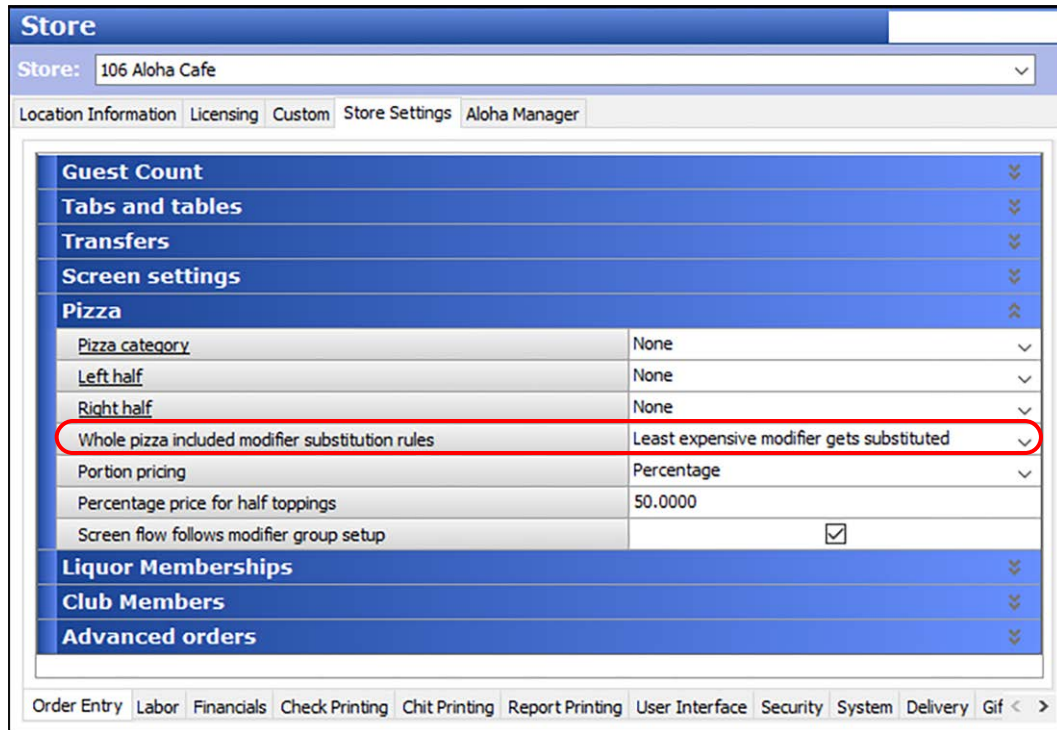 Store
Store: 106 Aloha Cafe
Location Information Licensing Custom Store Settings Aloha Manager
Guest Count
Tabs and tables
Transfers
Screen settings
Pizza
Pizza category None
Left half None
Right half None
Whole pizza included modifier substitution rules Least expensive modifier gets substituted
Portion pricing Percentage
Percentage price for half toppings 50.0000
Screen flow follows modifier group setup
Liquor Memberships
Club Members
Advanced orders
Order Entry Labor Financials Check Printing Chit Printing Report Printing User Interface Security System Delivery Gif